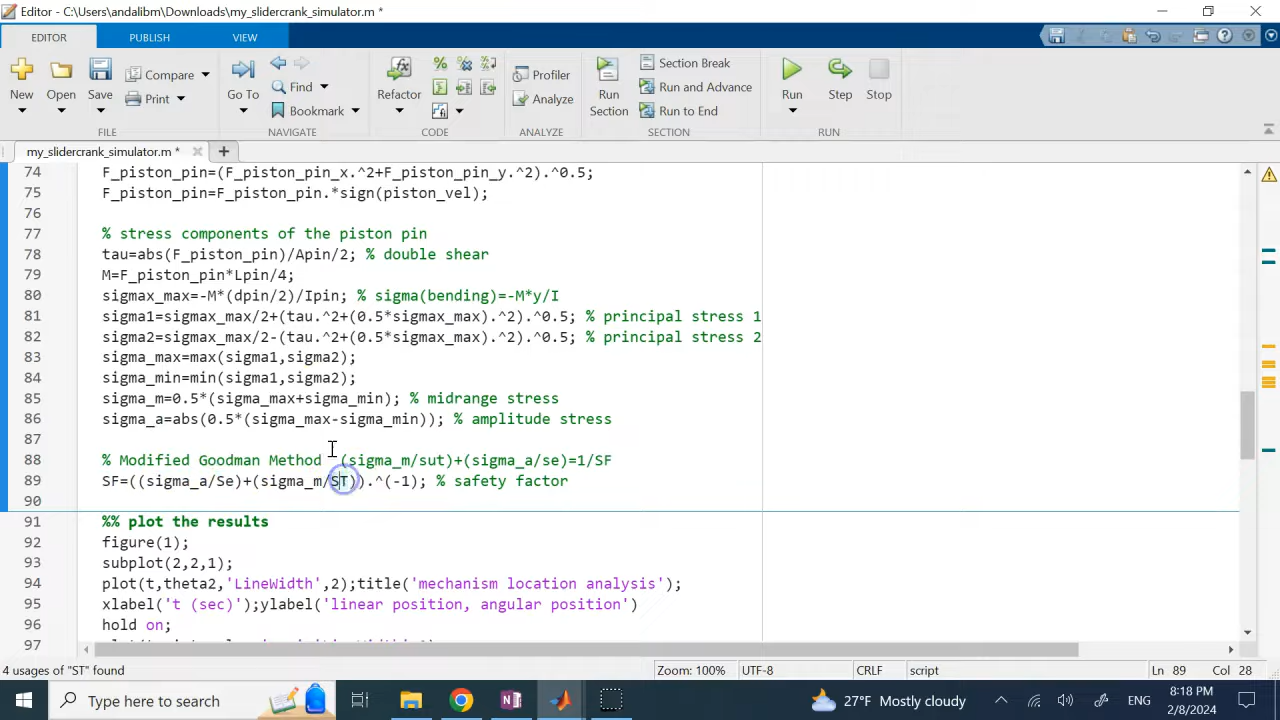 Editor - C:\Users\andalibm\Downloads\my_slidercrank_simulator.m *
EDITOR PUBLISH VIEW
New Open Save Compare Print Go To Find Bookmark Refactor Profiler Analyze Run Section Section Break Run and Advance Run to End Run Step Stop
FILE NAVIGATE CODE ANALYZE SECTION RUN
my_slidercrank_simulator.m *
74 F_piston_pin=(F_piston_pin_x.^2+F_piston_pin_y.^2).^0.5;
75 F_piston_pin=F_piston_pin.*sign(piston_vel);
76
77 % stress components of the piston pin
78 tau=abs(F_piston_pin)/Apin/2; % double shear
79 M=F_piston_pin*Lpin/4;
80 sigmax_max=-M*(dpin/2)/Ipin; % sigma(bending)=-M*y/I
81 sigma1=sigmax_max/2+(tau.^2+(0.5*sigmax_max).^2).^0.5; % principal stress 1
82 sigma2=sigmax_max/2-(tau.^2+(0.5*sigmax_max).^2).^0.5; % principal stress 2
83 sigma_max=max(sigma1,sigma2);
84 sigma_min=min(sigma1,sigma2);
85 sigma_m=0.5*(sigma_max+sigma_min); % midrange stress
86 sigma_a=abs(0.5*(sigma_max-sigma_min)); % amplitude stress
87
88 % Modified Goodman Method  (sigma_m/sut)+(sigma_a/se)=1/SF
89 SF=((sigma_a/Se)+(sigma_m/ST)).^(-1); % safety factor
90
91 %% plot the results
92 figure(1);
93 subplot(2,2,1);
94 plot(t,theta2,'LineWidth',2);title('mechanism location analysis');
95 xlabel('t (sec)');ylabel('linear position, angular position')
96 hold on;
97
4 usages of "ST" found Zoom: 100% UTF-8 CRLF script Ln 89 Col 28
Type here to search 27°F Mostly cloudy ENG 8:18 PM
2/8/2024